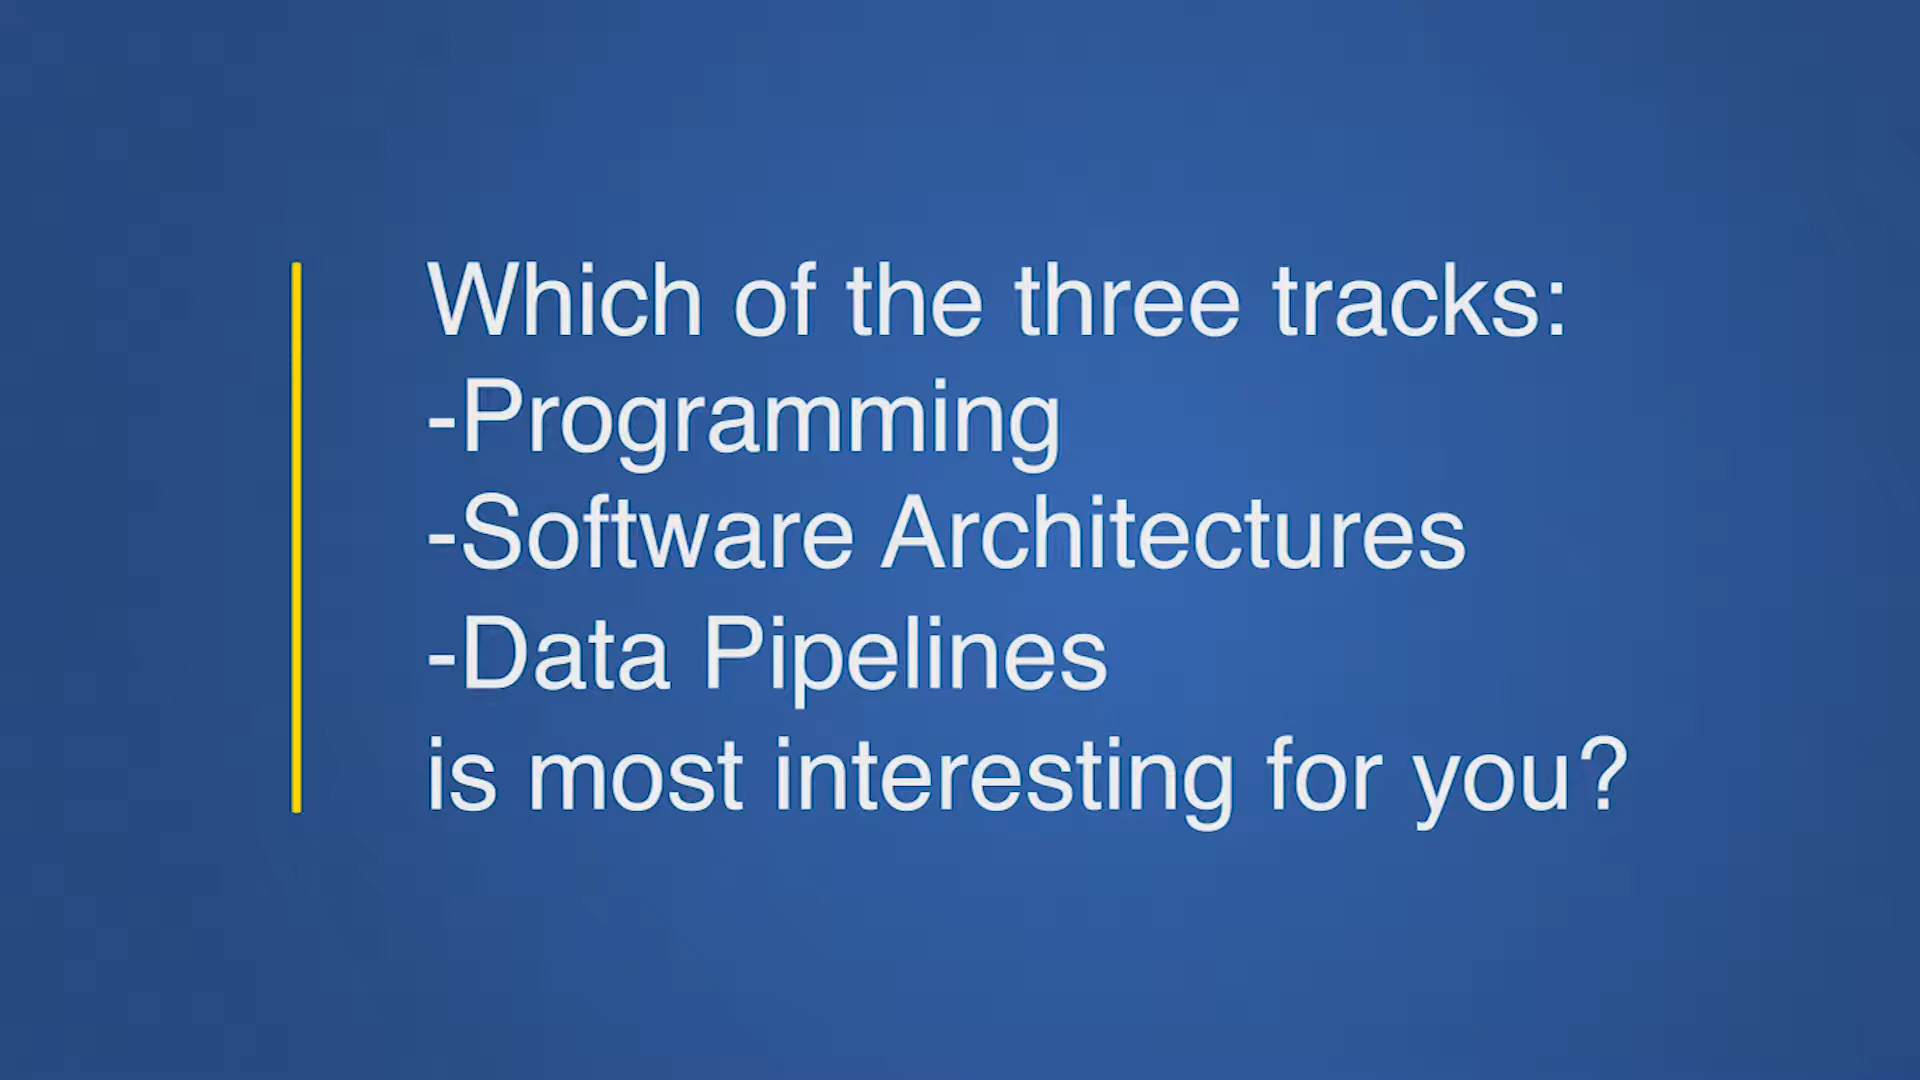 Which of the three tracks:
-Programming
-Software Architectures
-Data Pipelines
is most interesting for you?